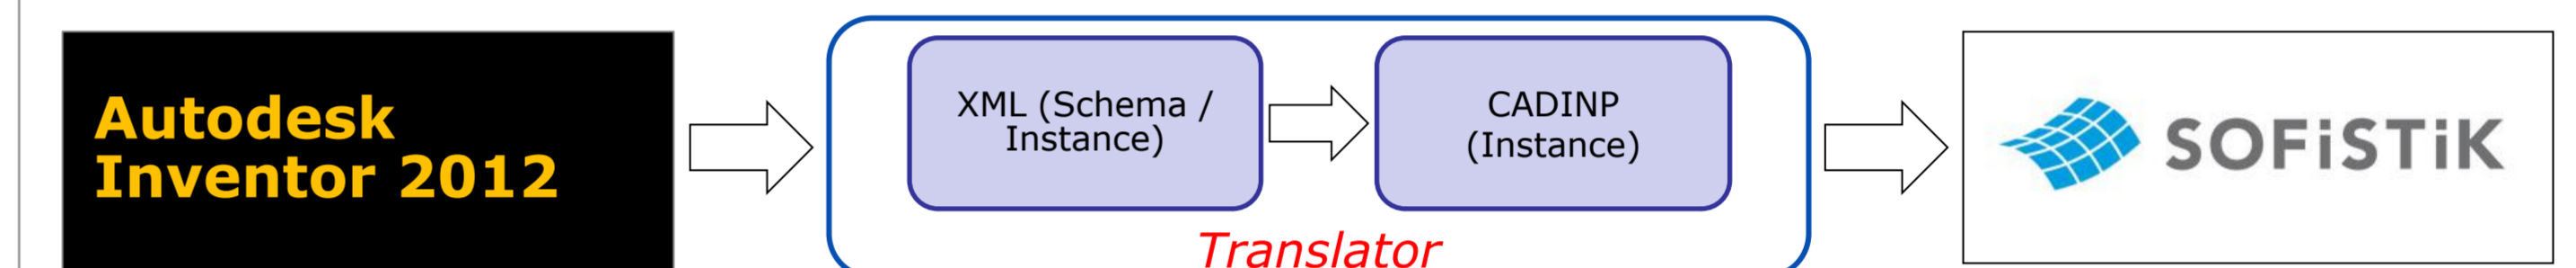 Autodesk
Inventor 2012
XML (Schema /
Instance)
CADINP
(Instance)
Translator
SOFiSTiK